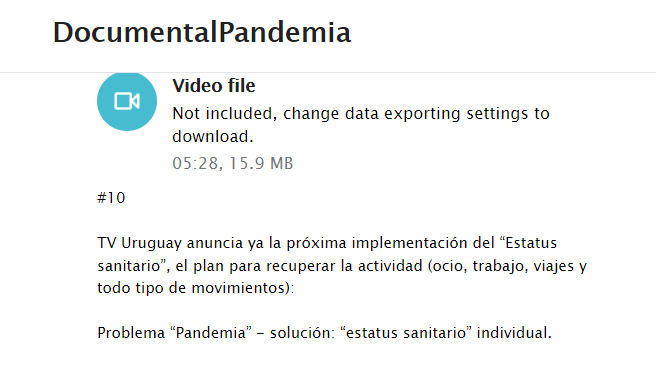 DocumentalPandemia
Video file
Not included, change data exporting settings to
download.
05:28, 15.9 MB
#10
TV Uruguay anuncia ya la próxima implementación del “Estatus
sanitario”, el plan para recuperar la actividad (ocio, trabajo, viajes y
todo tipo de movimientos):
Problema “Pandemia” – solución: “estatus sanitario” individual.